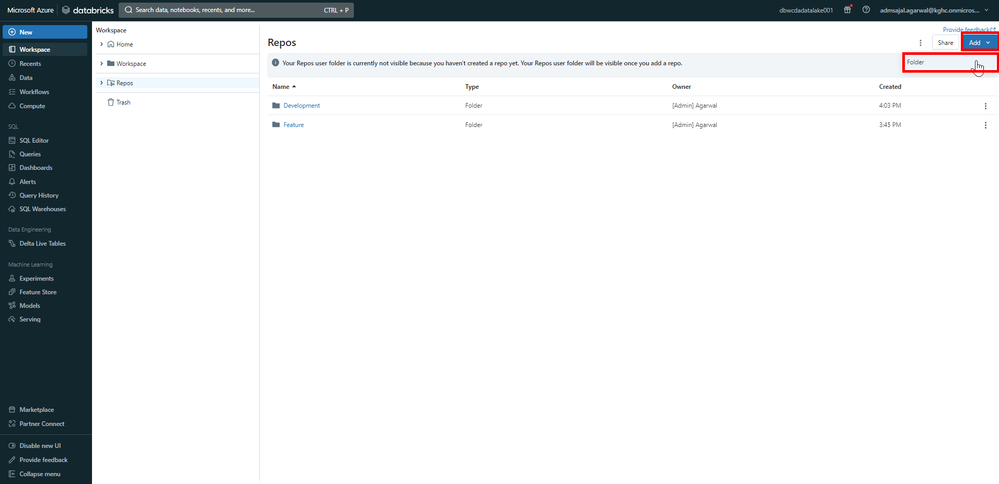 Microsoft Azure databricks Search data, notebooks, recents, and more... CTRL + P dbwcdadatalake001 admsajal.agarwal@kghc.onmicros...
New
Workspace
Recents
Data
Workflows
Compute
SQL
SQL Editor
Queries
Dashboards
Alerts
Query History
SQL Warehouses
Data Engineering
Delta Live Tables
Machine Learning
Experiments
Feature Store
Models
Serving
Marketplace
Partner Connect
Disable new UI
Provide feedback
Collapse menu
Workspace
Home
Workspace
Repos
Trash
Provide feedback
Repos Share Add
Your Repos user folder is currently not visible because you haven't created a repo yet. Your Repos user folder will be visible once you add a repo.
Folder
Name Type Owner Created
Development Folder [Admin] Agarwal 4:03 PM
Feature Folder [Admin] Agarwal 3:45 PM